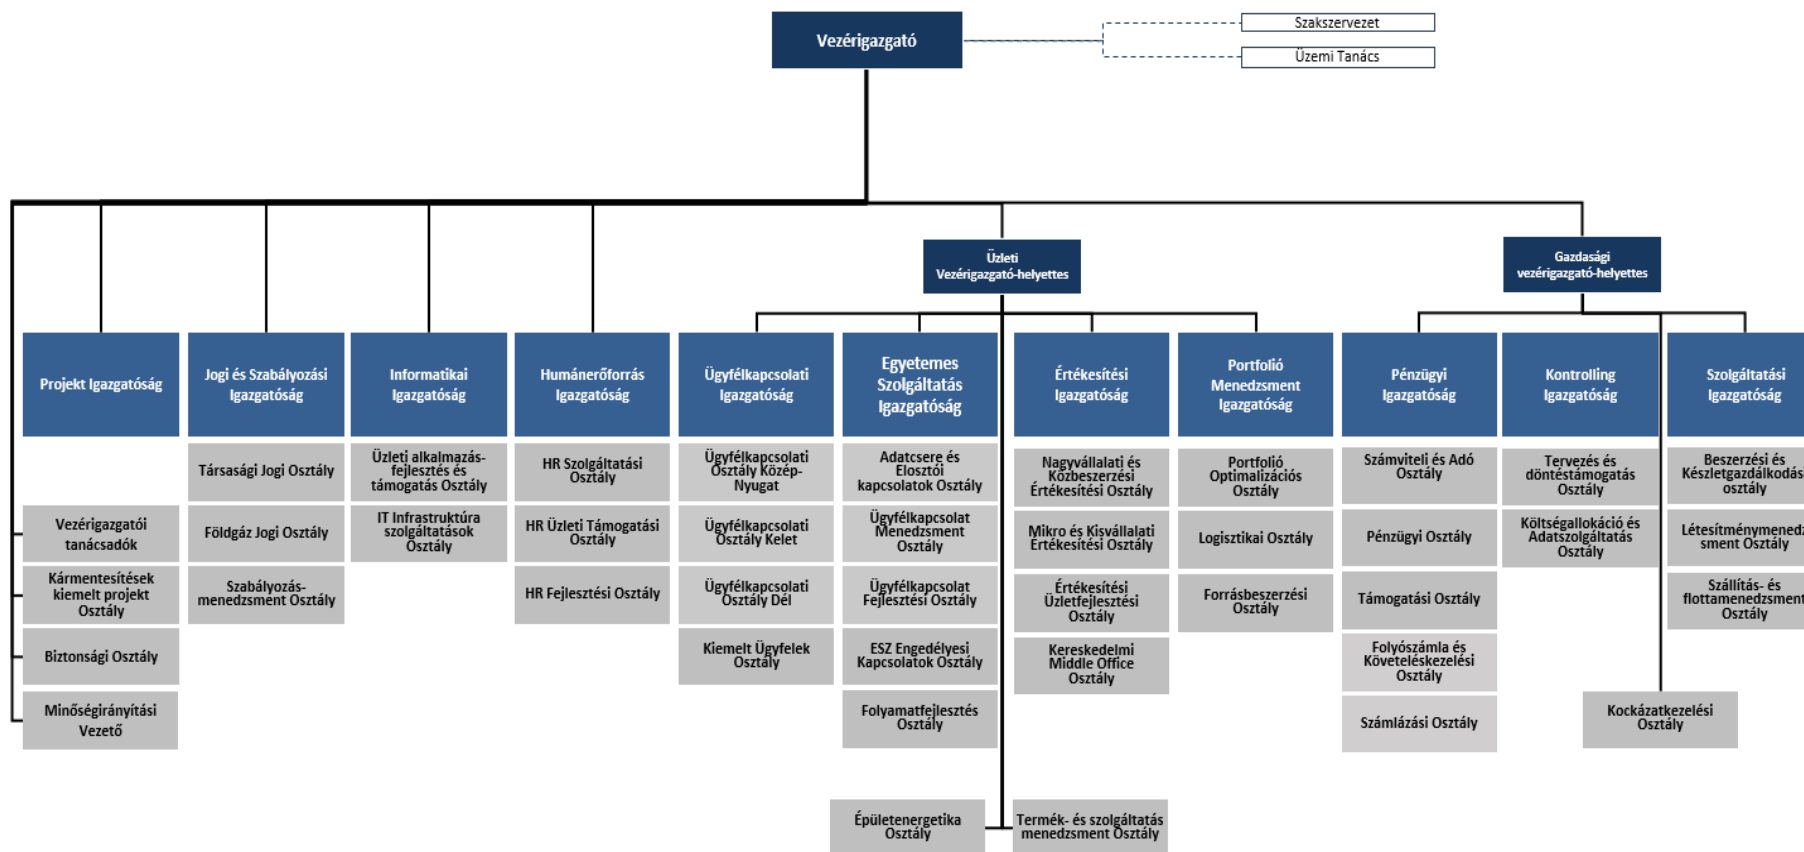 Vezérigazgató
Szakszervezet
Üzemi Tanács
Üzleti
Vezérigazgató-helyettes
Gazdasági
vezérigazgató-helyettes
Projekt Igazgatóság
Jogi és Szabályozási
Igazgatóság
Informatikai
Igazgatóság
Humánerőforrás
Igazgatóság
Ügyfélkapcsolati
Igazgatóság
Egyetemes
Szolgáltatás
Igazgatóság
Értékesítési
Igazgatóság
Portfolió
Menedzsment
Igazgatóság
Pénzügyi
Igazgatóság
Kontrolling
Igazgatóság
Szolgáltatási
Igazgatóság
Vezérigazgatói
tanácsadók
Kármentesítések
kiemelt projekt
Osztály
Biztonsági Osztály
Minőségirányítási
Vezető
Társasági Jogi Osztály
Földgáz Jogi Osztály
Szabályozás-
menedzsment Osztály
Üzleti alkalmazás-
fejlesztés és
támogatás Osztály
IT Infrastruktúra
szolgáltatások
Osztály
HR Szolgáltatási
Osztály
HR Üzleti Támogatási
Osztály
HR Fejlesztési Osztály
Ügyfélkapcsolati
Osztály Közép-
Nyugat
Ügyfélkapcsolati
Osztály Kelet
Ügyfélkapcsolati
Osztály Dél
Kiemelt Ügyfelek
Osztály
Adatcsere és
Elosztói
kapcsolatok Osztály
Ügyfélkapcsolat
Menedzsment
Osztály
Ügyfélkapcsolat
Fejlesztési Osztály
ESZ Engedélyesi
Kapcsolatok Osztály
Folyamatfejlesztés
Osztály
Nagyvállalati és
Közbeszerzési
Értékesítési Osztály
Mikro és Kisvállalati
Értékesítési Osztály
Értékesítési
Üzletfejlesztési
Osztály
Kereskedelmi
Middle Office
Osztály
Portfolió
Optimalizációs
Osztály
Logisztikai Osztály
Forrásbeszerzési
Osztály
Számviteli és Adó
Osztály
Pénzügyi Osztály
Támogatási Osztály
Folyószámla és
Követeléskezelési
Osztály
Számlázási Osztály
Tervezés és
döntéstámogatás
Osztály
Költségallokáció és
Adatszolgáltatás
Osztály
Beszerzési és
Készletgazdálkodási
osztály
Létesítménymenedz
sment Osztály
Szállítás- és
flottamenedzsment
Osztály
Kockázatkezelési
Osztály
Épületenergetika
Osztály
Termék- és szolgáltatás
menedzsment Osztály